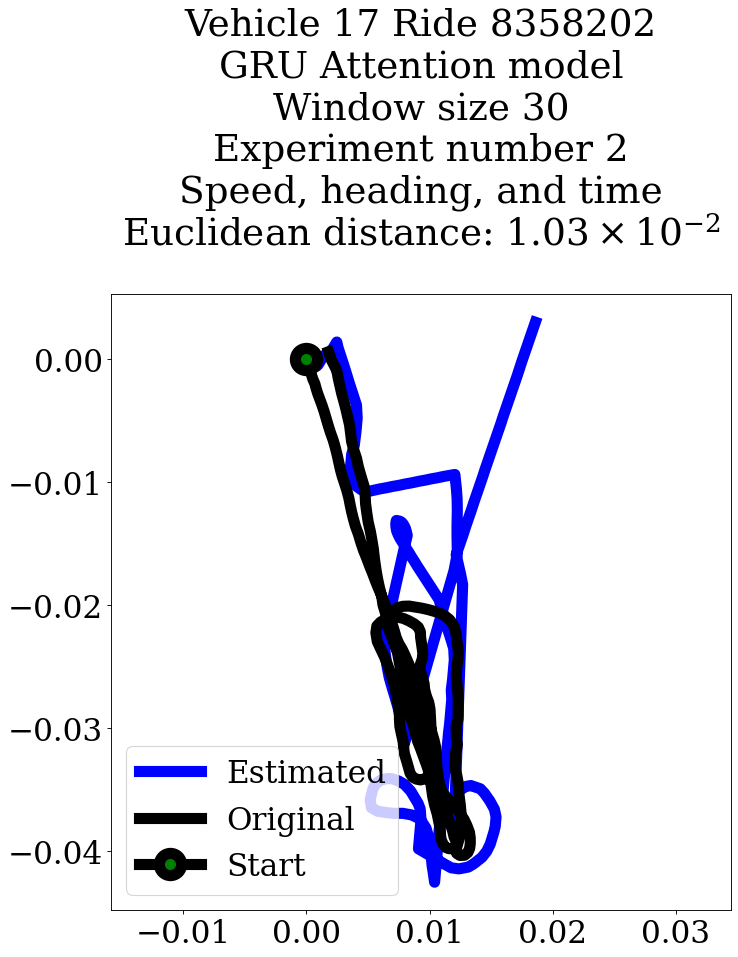 Vehicle 17 Ride 8358202
GRU Attention model
Window size 30
Experiment number 2
Speed, heading, and time
Euclidean distance: 1.03 × 10⁻²
0.00
−0.01
−0.02
−0.03
−0.04
Estimated
Original
Start
−0.01 0.00 0.01 0.02 0.03